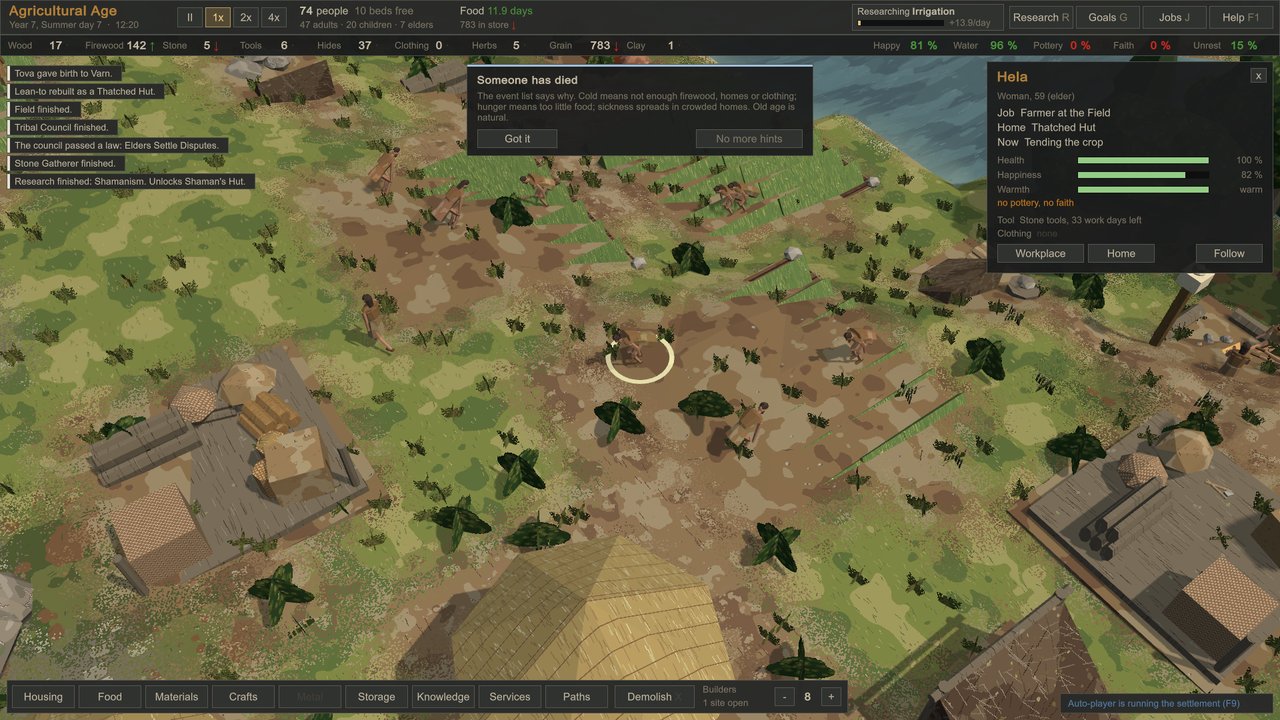 Agricultural Age
Year 7, Summer day 7 · 12:20
II 1x 2x 4x
74 people 10 beds free
47 adults · 20 children · 7 elders
Food 11.9 days
783 in store ↓
Researching Irrigation
+13.9/day
Research R
Goals G
Jobs J
Help F1
Wood 17 Firewood 142 ↑ Stone 5 ↓ Tools 6 Hides 37 Clothing 0 Herbs 5 Grain 783 ↓ Clay 1
Happy 81 % Water 96 % Pottery 0 % Faith 0 % Unrest 15 %
Tova gave birth to Varn.
Lean-to rebuilt as a Thatched Hut.
Field finished.
Tribal Council finished.
The council passed a law: Elders Settle Disputes.
Stone Gatherer finished.
Research finished: Shamanism. Unlocks Shaman's Hut.
Someone has died
The event list says why. Cold means not enough firewood, homes or clothing;
hunger means too little food; sickness spreads in crowded homes. Old age is
natural.
Got it
No more hints
Hela
x
Woman, 59 (elder)
Job Farmer at the Field
Home Thatched Hut
Now Tending the crop
Health 100 %
Happiness 82 %
Warmth warm
no pottery, no faith
Tool Stone tools, 33 work days left
Clothing none
Workplace
Home
Follow
Housing
Food
Materials
Crafts
Metal
Storage
Knowledge
Services
Paths
Demolish X
Builders
1 site open
- 8 +
Auto-player is running the settlement (F9)